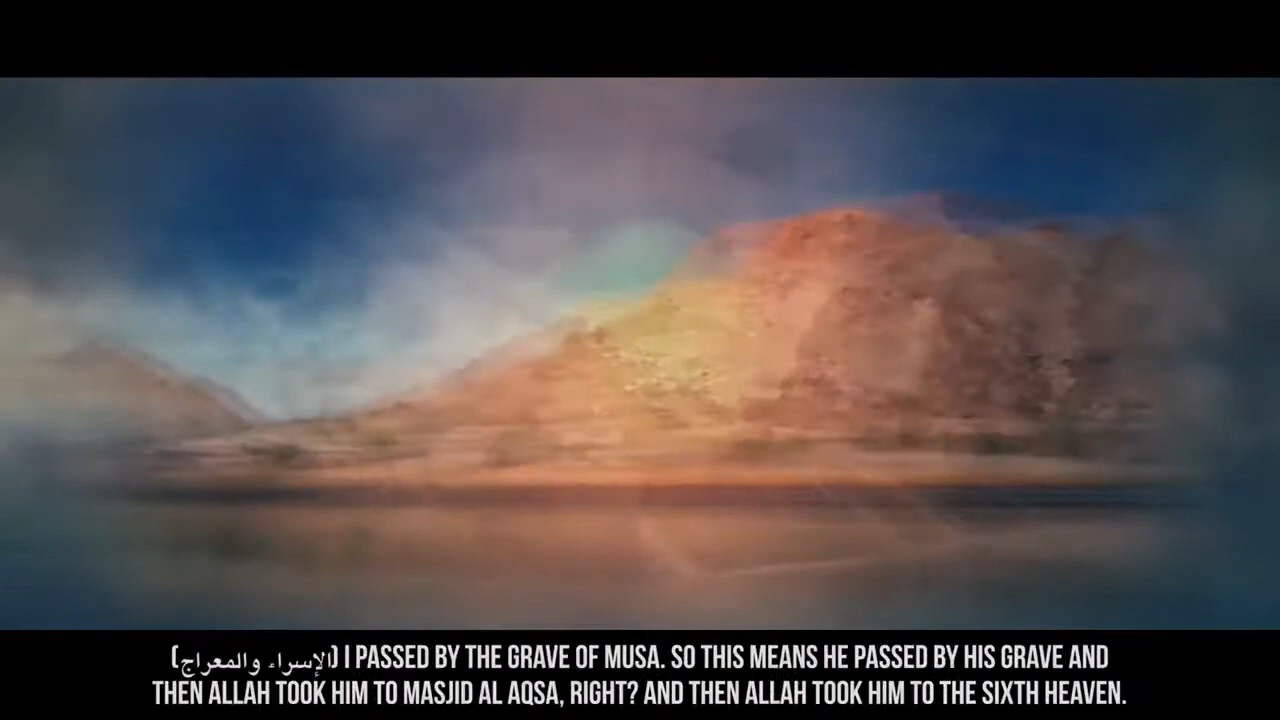 (الإسراء والمعراج) I PASSED BY THE GRAVE OF MUSA. SO THIS MEANS HE PASSED BY HIS GRAVE AND
THEN ALLAH TOOK HIM TO MASJID AL AQSA, RIGHT? AND THEN ALLAH TOOK HIM TO THE SIXTH HEAVEN.